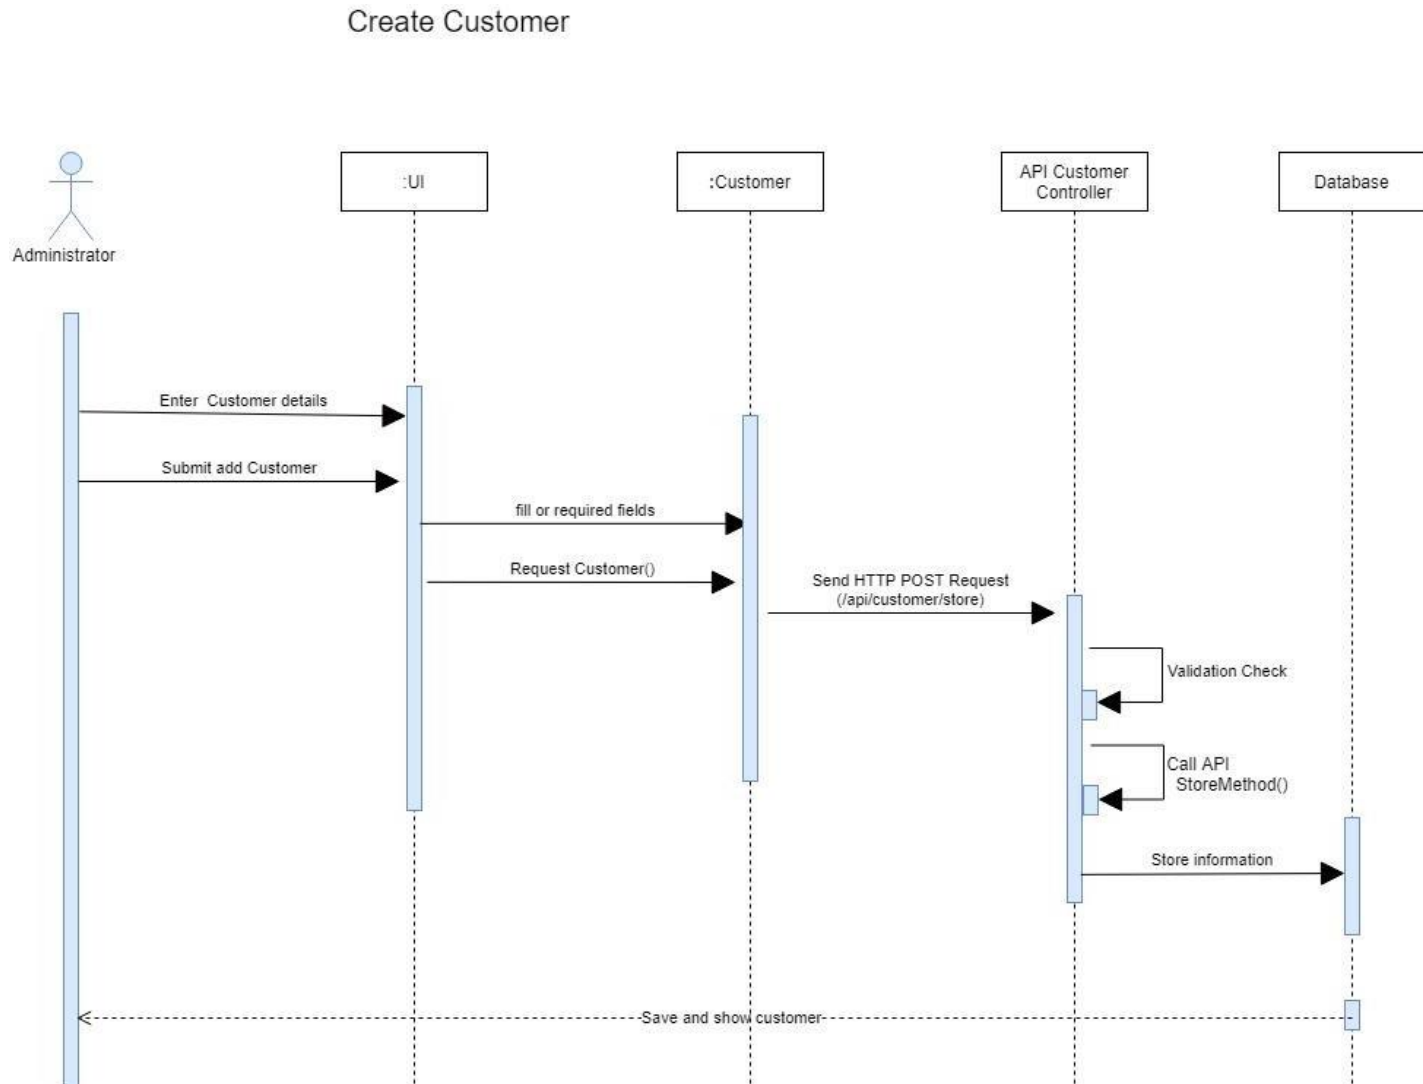 Create Customer
:UI
:Customer
API Customer
Controller
Database
Administrator
Enter  Customer details
Submit add Customer
fill or required fields
Request Customer()
Send HTTP POST Request
(/api/customer/store)
Validation Check
Call API
StoreMethod()
Store information
Save and show customer